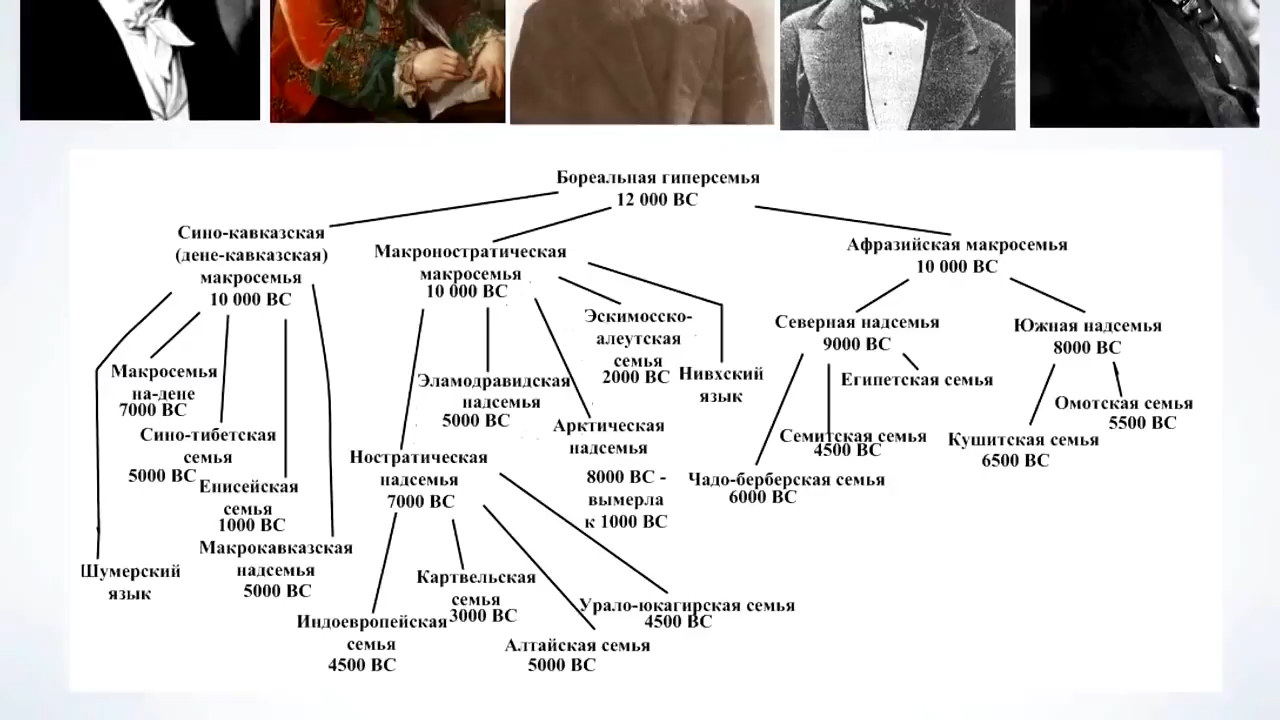 Бореальная гиперсемья
12 000 BC
Сино-кавказская
(дене-кавказская)
макросемья
10 000 BC
Макроностратическая
макросемья
10 000 BC
Афразийская макросемья
10 000 BC
Макросемья
на-дене
7000 BC
Сино-тибетская
семья
5000 BC
Енисейская
семья
1000 BC
Макрокавказская
надсемья
5000 BC
Шумерский
язык
Эскимосско-
алеутская
семья
2000 BC
Нивхский
язык
Эламодравидская
надсемья
5000 BC
Арктическая
надсемья
8000 BC -
вымерла
к 1000 BC
Ностратическая
надсемья
7000 BC
Индоевропейская
семья
4500 BC
Картвельская
семья
3000 BC
Алтайская семья
5000 BC
Урало-юкагирская семья
4500 BC
Северная надсемья
9000 BC
Южная надсемья
8000 BC
Египетская семья
Семитская семья
4500 BC
Чадо-берберская семья
6000 BC
Омотская семья
5500 BC
Кушитская семья
6500 BC